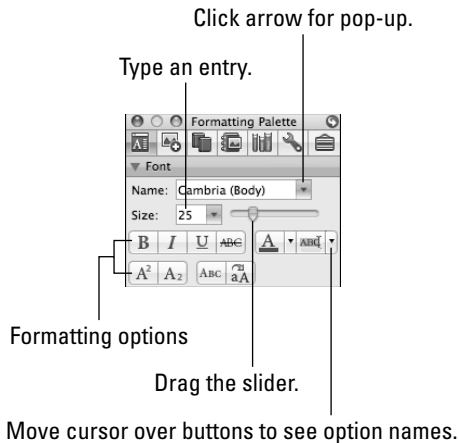 Click arrow for pop-up.
Type an entry.
Formatting Palette
Font
Name: Cambria (Body)
Size: 25
B I U ABC A ABC
A² A₂ ABC aA
Formatting options
Drag the slider.
Move cursor over buttons to see option names.